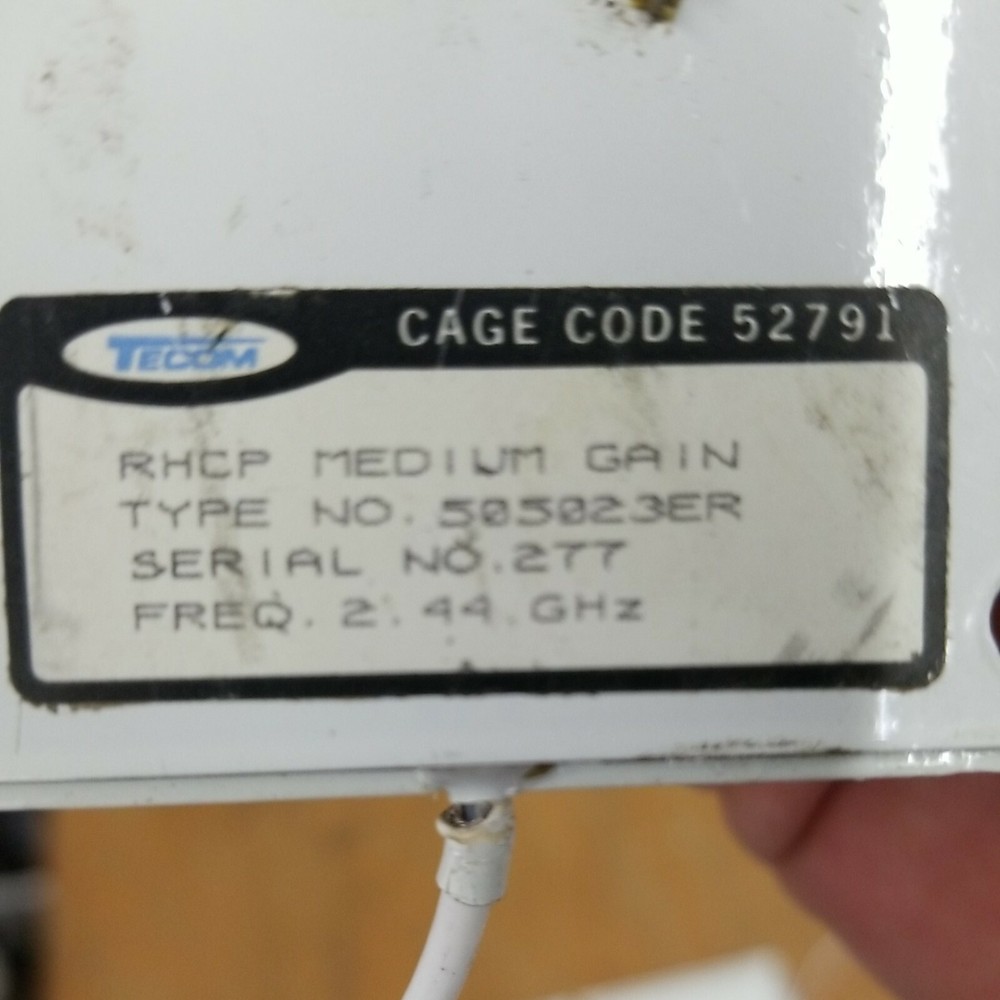 TECOM
CAGE CODE 52791
RHCP MEDIUM GAIN
TYPE NO. 505023ER
SERIAL NO.277
FREQ. 2.44 GHz